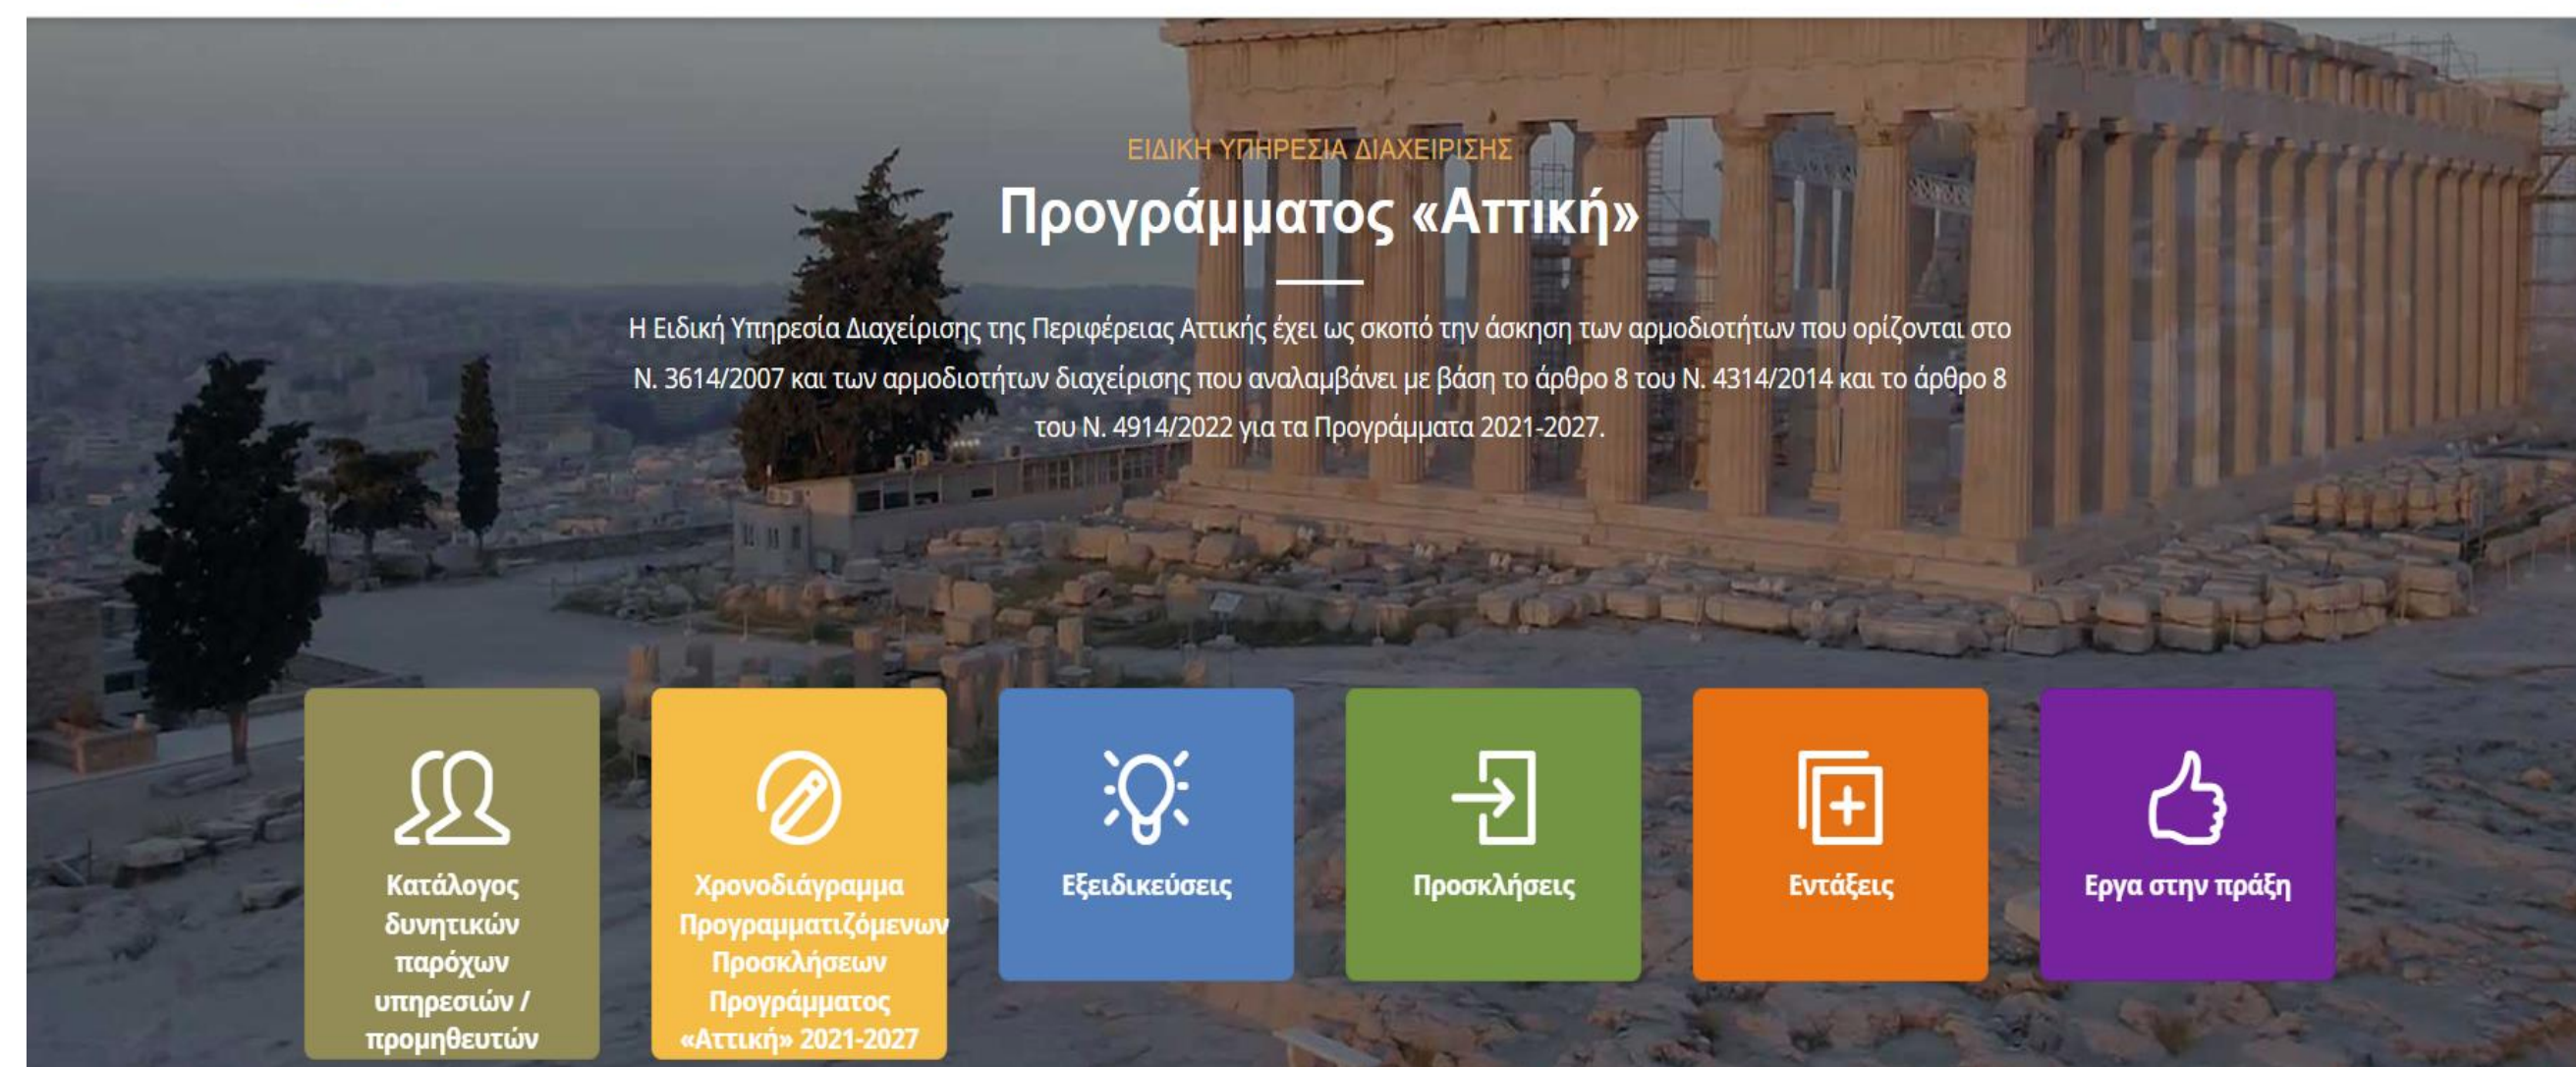 ΕΙΔΙΚΗ ΥΠΗΡΕΣΙΑ ΔΙΑΧΕΙΡΙΣΗΣ
Προγράμματος «Αττική»
Η Ειδική Υπηρεσία Διαχείρισης της Περιφέρειας Αττικής έχει ως σκοπό την άσκηση των αρμοδιοτήτων που ορίζονται στο
Ν. 3614/2007 και των αρμοδιοτήτων διαχείρισης που αναλαμβάνει με βάση το άρθρο 8 του Ν. 4314/2014 και το άρθρο 8
του Ν. 4914/2022 για τα Προγράμματα 2021-2027.
Κατάλογος
δυνητικών
παρόχων
υπηρεσιών /
προμηθευτών
Χρονοδιάγραμμα
Προγραμματιζόμενων
Προσκλήσεων
Προγράμματος
«Αττική» 2021-2027
Εξειδικεύσεις
Προσκλήσεις
Εντάξεις
Εργα στην πράξη